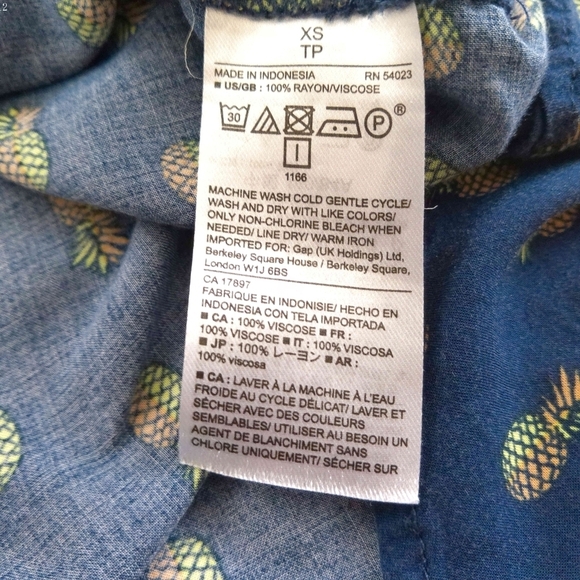 XS
TP
MADE IN INDONESIA RN 54023
■ US/GB : 100% RAYON/VISCOSE
30 P ®
1166
MACHINE WASH COLD GENTLE CYCLE/
WASH AND DRY WITH LIKE COLORS/
ONLY NON-CHLORINE BLEACH WHEN
NEEDED/ LINE DRY/ WARM IRON
IMPORTED FOR: Gap (UK Holdings) Ltd,
Berkeley Square House / Berkeley Square,
London W1J 6BS
CA 17897
FABRIQUE EN INDONISIE/ HECHO EN
INDONESIA CON TELA IMPORTADA
■ CA : 100% VISCOSE ■ FR :
100% VISCOSE ■ IT : 100% VISCOSA
■ JP : 100% レーヨン ■ AR :
100% viscosa
■ CA : LAVER À LA MACHINE À L'EAU
FROIDE AU CYCLE DÉLICAT/ LAVER ET
SÉCHER AVEC DES COULEURS
SEMBLABLES/ UTILISER AU BESOIN UN
AGENT DE BLANCHIMENT SANS
CHLORE UNIQUEMENT/ SÉCHER SUR